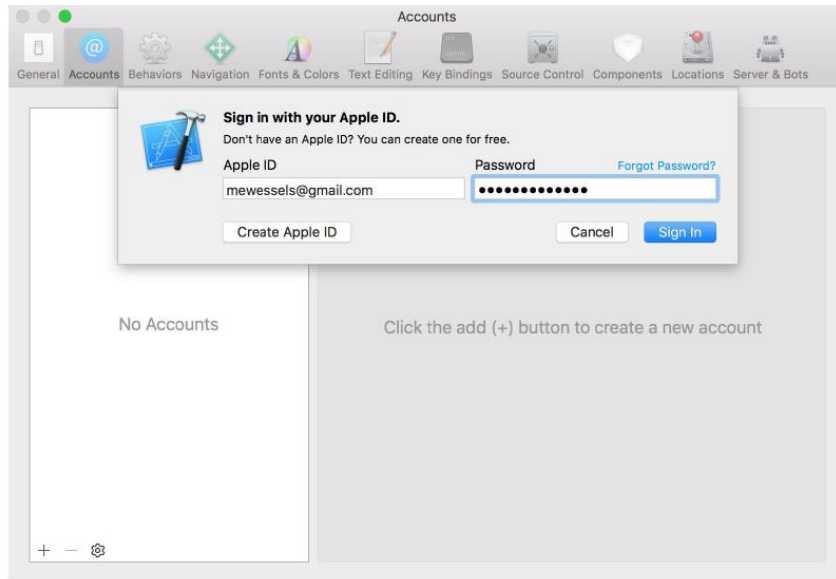 Accounts
General Accounts Behaviors Navigation Fonts & Colors Text Editing Key Bindings Source Control Components Locations Server & Bots
Sign in with your Apple ID.
Don't have an Apple ID? You can create one for free.
Apple ID Password Forgot Password?
mewessels@gmail.com ●●●●●●●●●●●●●
Create Apple ID Cancel Sign In
No Accounts Click the add (+) button to create a new account